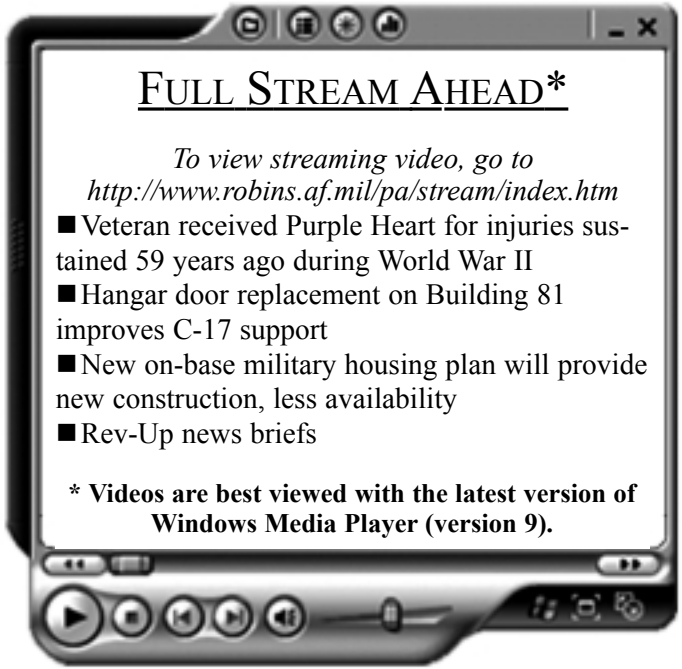 FULL STREAM AHEAD*
To view streaming video, go to
http://www.robins.af.mil/pa/stream/index.htm
■ Veteran received Purple Heart for injuries sus-
tained 59 years ago during World War II
■ Hangar door replacement on Building 81
improves C-17 support
■ New on-base military housing plan will provide
new construction, less availability
■ Rev-Up news briefs
* Videos are best viewed with the latest version of
Windows Media Player (version 9).